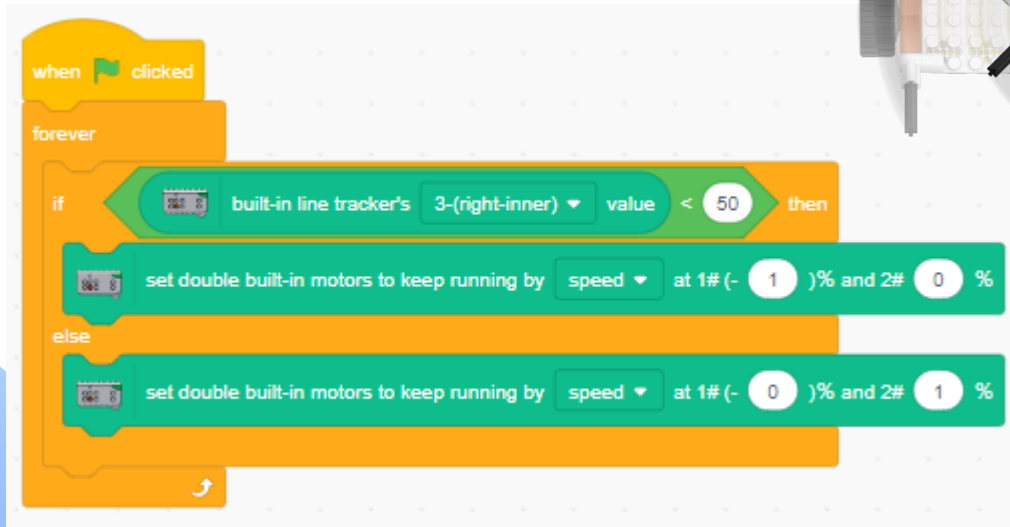 when clicked
forever
if built-in line tracker's 3-(right-inner) value < 50 then
set double built-in motors to keep running by speed at 1# (- 1 )% and 2# 0 %
else
set double built-in motors to keep running by speed at 1# (- 0 )% and 2# 1 %